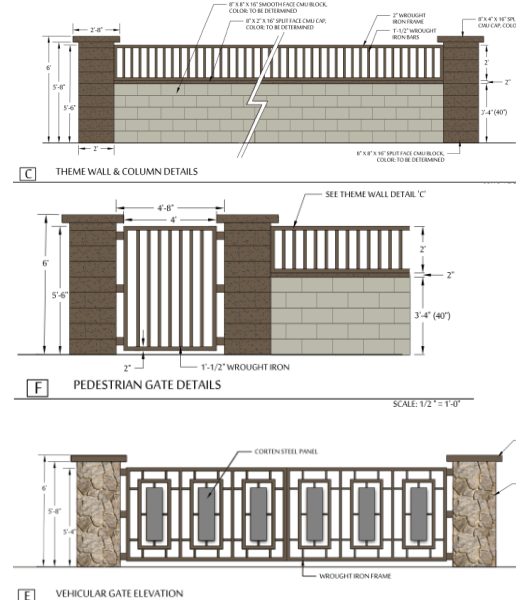 8" X 8" X 16" SMOOTH FACE CMU BLOCK,
COLOR: TO BE DETERMINED
8" X 2" X 16" SPLIT FACE CMU CAP,
COLOR: TO BE DETERMINED
2" WROUGHT
IRON FRAME
1'-1/2" WROUGHT
IRON BARS
8" X 4" X 16" SPL
CMU CAP, COLO
2'-8"
6'
5'-8"
5'-6"
2'
2'
2"
3'-4" (40")
8" X 8" X 16" SPLIT FACE CMU BLOCK,
COLOR: TO BE DETERMINED
C THEME WALL & COLUMN DETAILS
SEE THEME WALL DETAIL 'C'
4'-8"
4'
6'
5'-6"
2'
2"
3'-4" (40")
2"
1'-1/2" WROUGHT IRON
F PEDESTRIAN GATE DETAILS
SCALE: 1/2 " = 1'-0"
CORTEN STEEL PANEL
6'
5'-8"
5'-4"
WROUGHT IRON FRAME
E VEHICULAR GATE ELEVATION